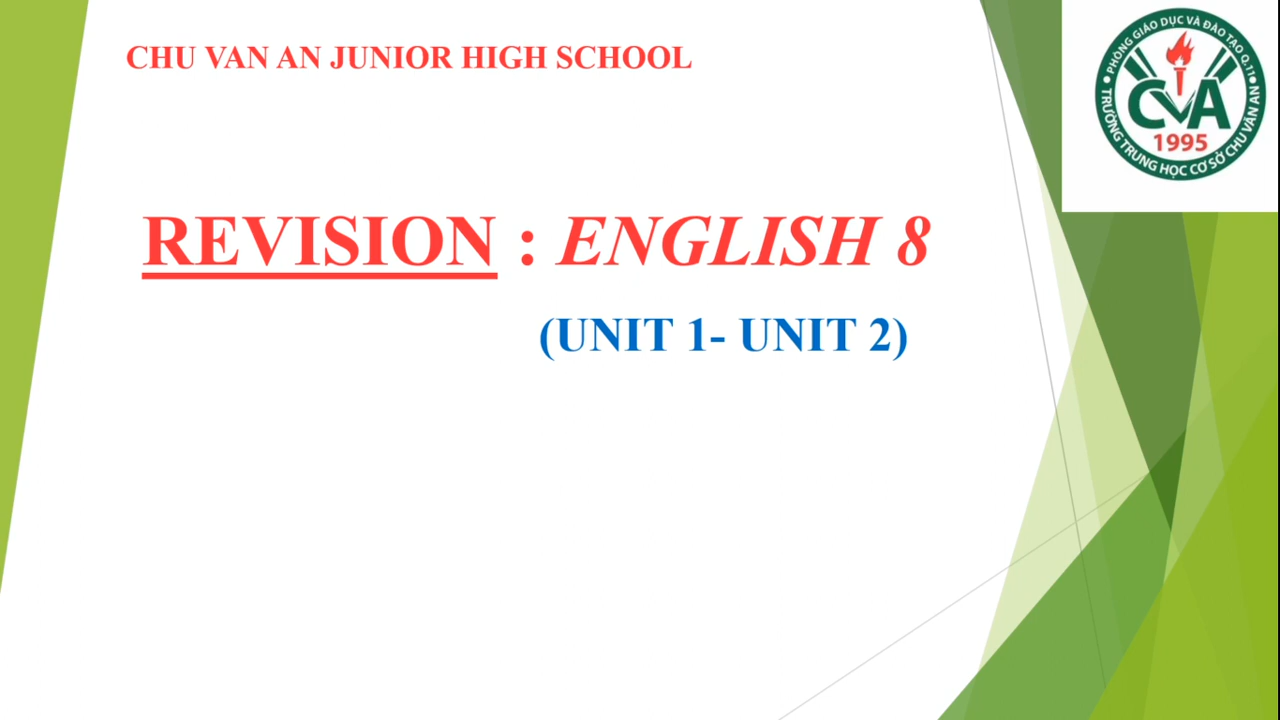 CHU VAN AN JUNIOR HIGH SCHOOL
PHÒNG GIÁO DỤC VÀ ĐÀO TẠO Q.11
CVA
1995
TRƯỜNG TRUNG HỌC CƠ SỞ CHU VĂN AN
REVISION : ENGLISH 8
(UNIT 1- UNIT 2)